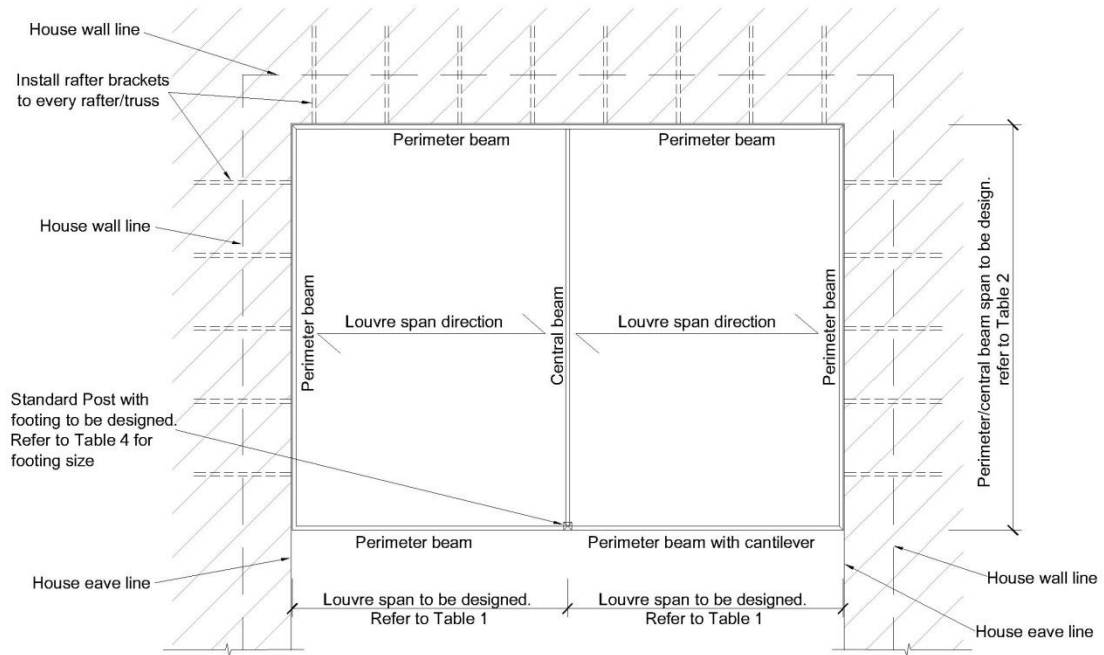 House wall line
Install rafter brackets
to every rafter/truss
Perimeter beam
Perimeter beam
House wall line
Perimeter beam
Louvre span direction
Central beam
Louvre span direction
Perimeter beam
Perimeter/central beam span to be design.
refer to Table 2
Standard Post with
footing to be designed.
Refer to Table 4 for
footing size
Perimeter beam
Perimeter beam with cantilever
House eave line
Louvre span to be designed.
Refer to Table 1
Louvre span to be designed.
Refer to Table 1
House wall line
House eave line